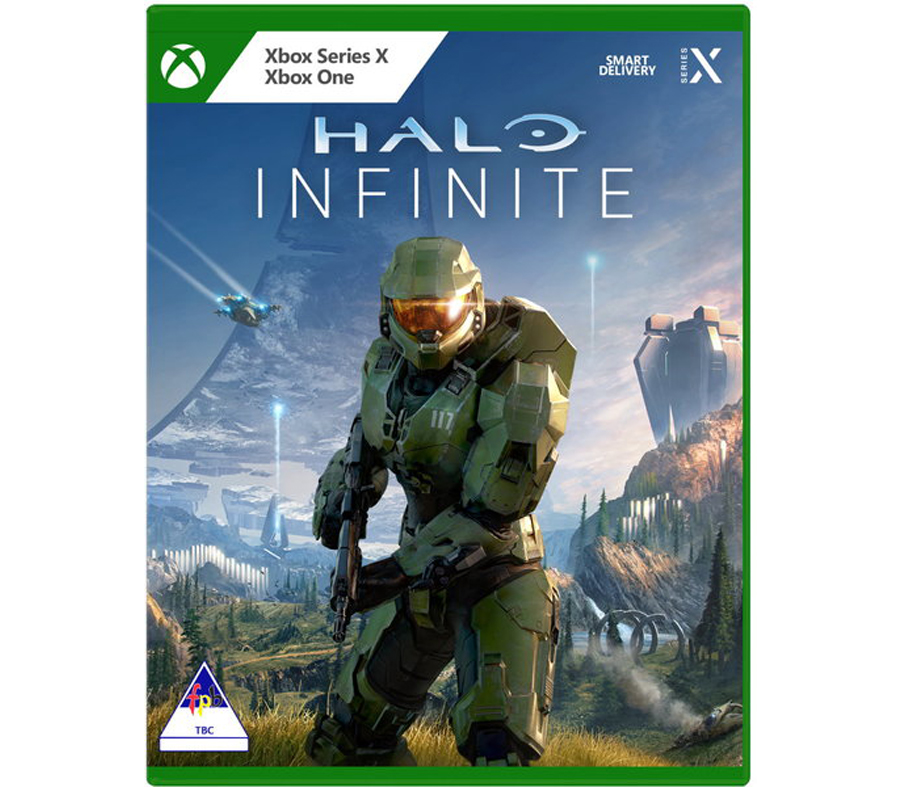 Xbox Series X
Xbox One
SMART
DELIVERY
SERIES X
HALO
INFINITE
117
fpb
TBC